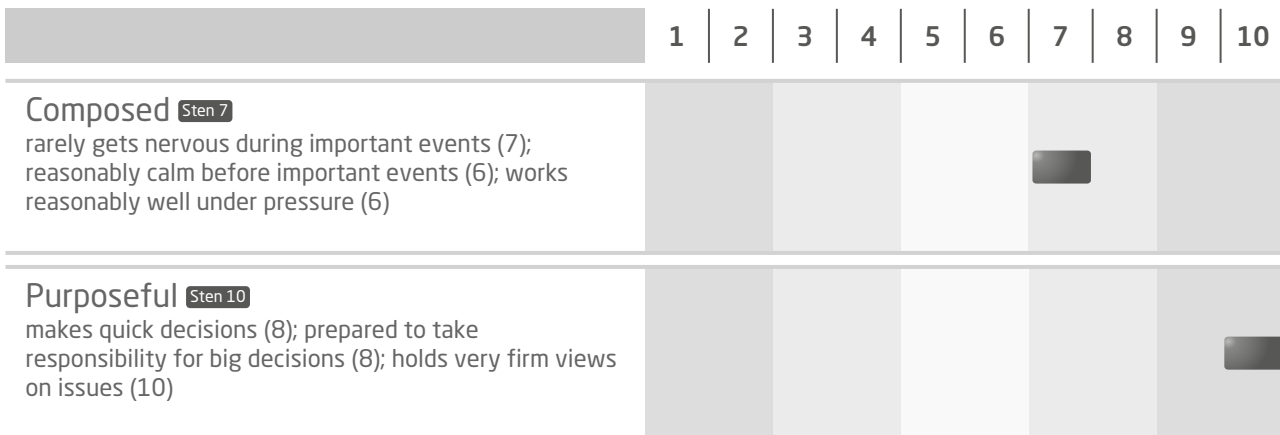 1 2 3 4 5 6 7 8 9 10
Composed Sten 7
rarely gets nervous during important events (7);
reasonably calm before important events (6); works
reasonably well under pressure (6)
Purposeful Sten 10
makes quick decisions (8); prepared to take
responsibility for big decisions (8); holds very firm views
on issues (10)